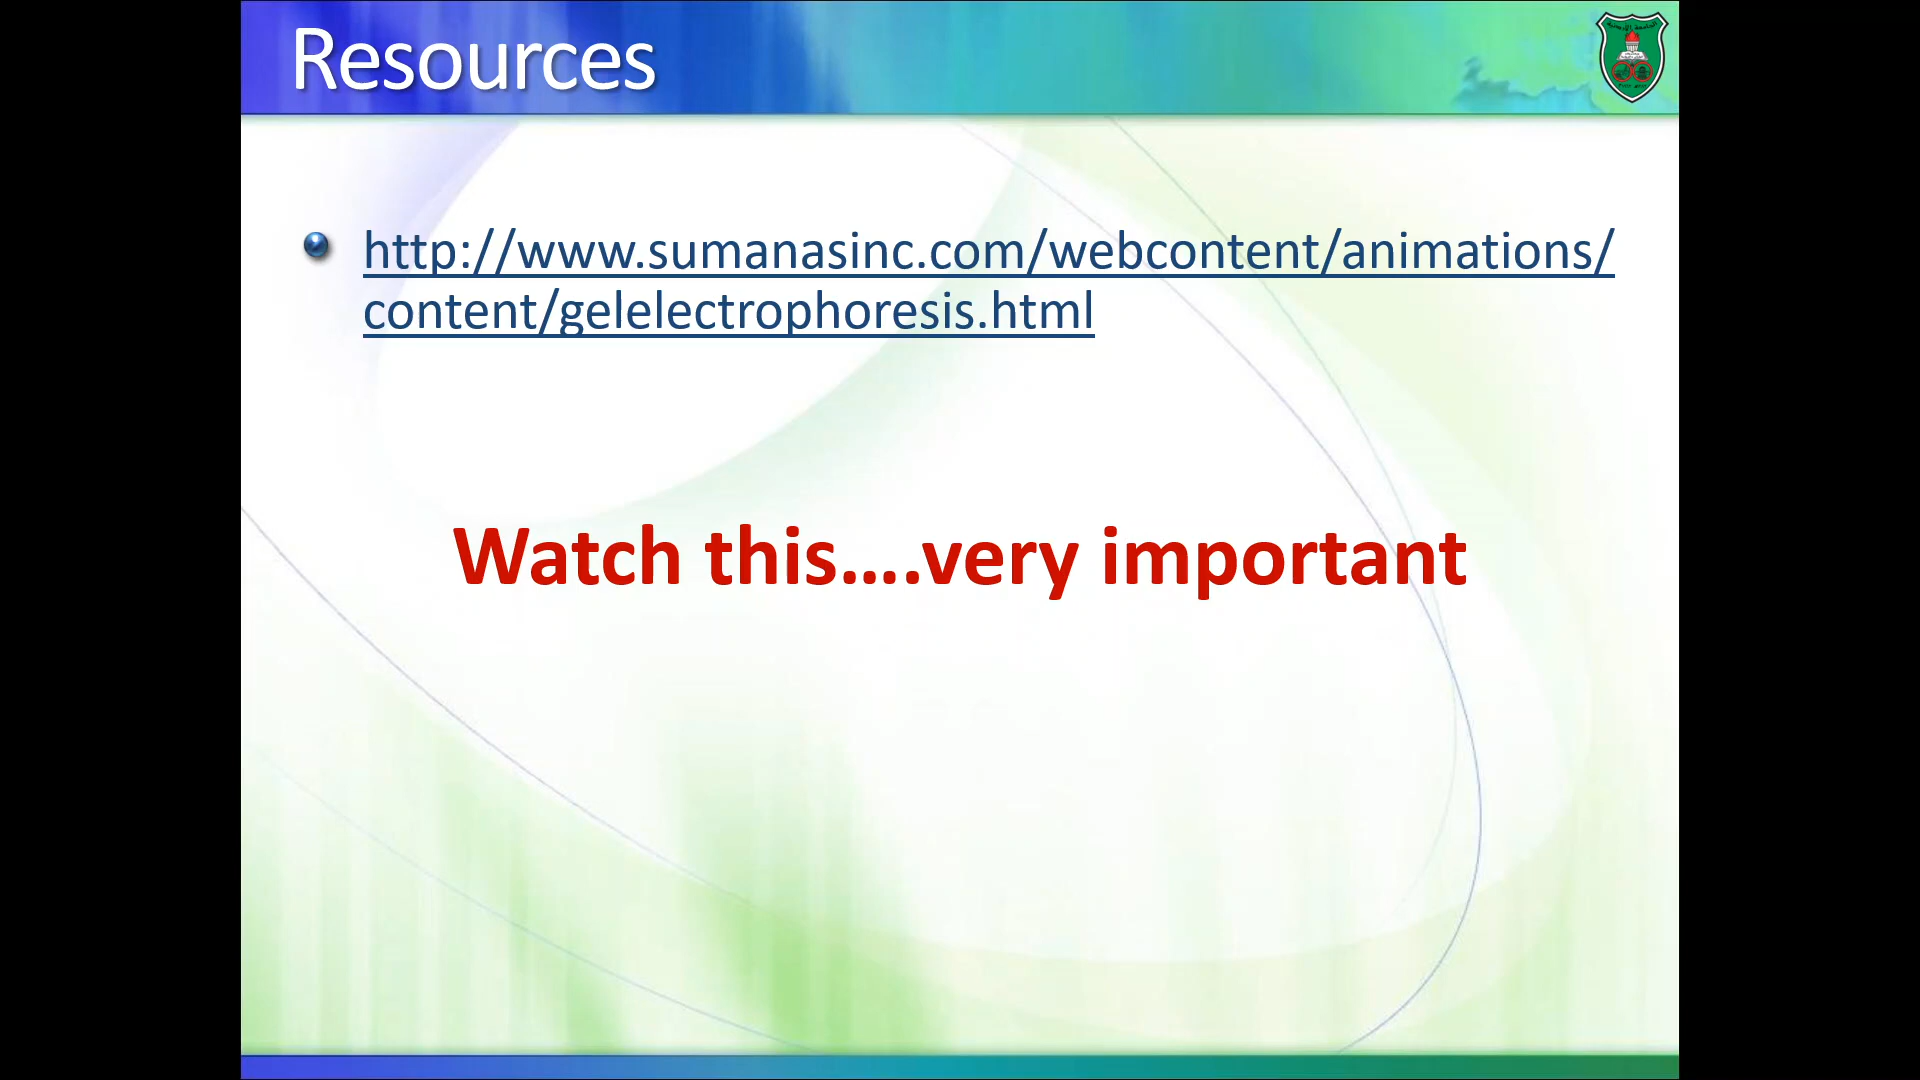 Resources
http://www.sumanasinc.com/webcontent/animations/
content/gelelectrophoresis.html
Watch this….very important